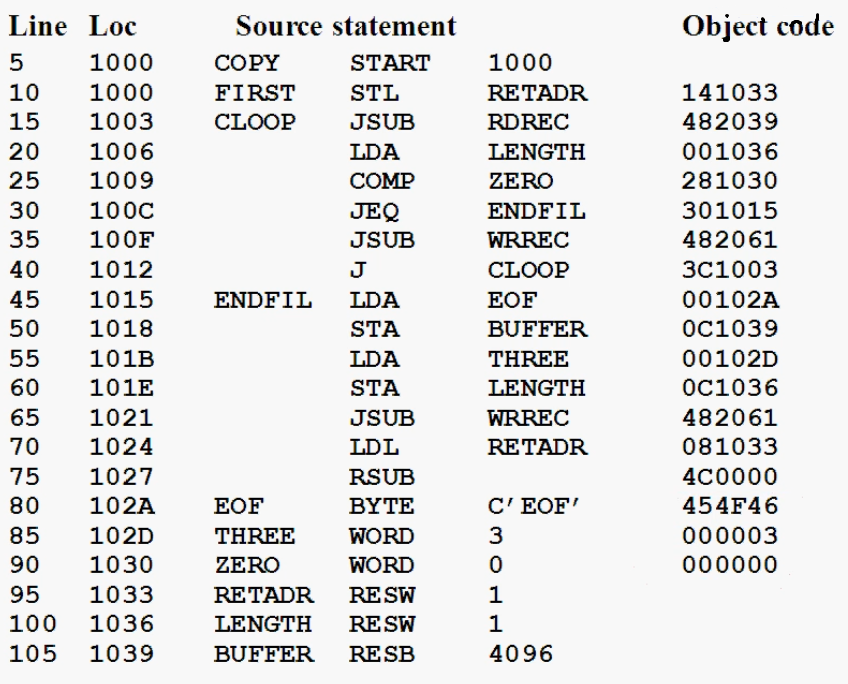 Line Loc Source statement Object code
5 1000 COPY START 1000
10 1000 FIRST STL RETADR 141033
15 1003 CLOOP JSUB RDREC 482039
20 1006 LDA LENGTH 001036
25 1009 COMP ZERO 281030
30 100C JEQ ENDFIL 301015
35 100F JSUB WRREC 482061
40 1012 J CLOOP 3C1003
45 1015 ENDFIL LDA EOF 00102A
50 1018 STA BUFFER 0C1039
55 101B LDA THREE 00102D
60 101E STA LENGTH 0C1036
65 1021 JSUB WRREC 482061
70 1024 LDL RETADR 081033
75 1027 RSUB 4C0000
80 102A EOF BYTE C'EOF' 454F46
85 102D THREE WORD 3 000003
90 1030 ZERO WORD 0 000000
95 1033 RETADR RESW 1
100 1036 LENGTH RESW 1
105 1039 BUFFER RESB 4096